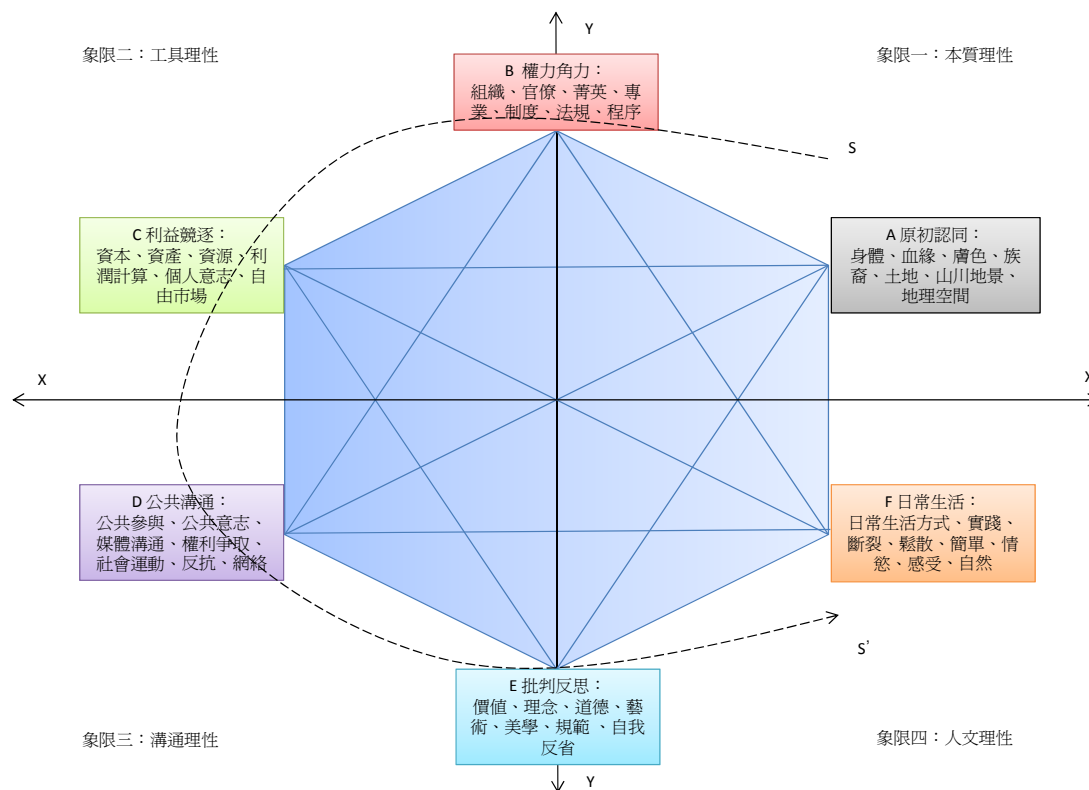 Y
象限二：工具理性
象限一：本質理性
B 權力角力：
組織、官僚、菁英、專
業、制度、法規、程序
S
C 利益競逐：
資本、資產、資源、利
潤計算、個人意志、自
由市場
A 原初認同：
身體、血緣、膚色、族
裔、土地、山川地景、
地理空間
X
X
D 公共溝通：
公共參與、公共意志、
媒體溝通、權利爭取、
社會運動、反抗、網絡
F 日常生活：
日常生活方式、實踐、
斷裂、鬆散、簡單、情
慾、感受、自然
S'
E 批判反思：
價值、理念、道德、藝
術、美學、規範 、自我
反省
象限三：溝通理性
象限四：人文理性
Y